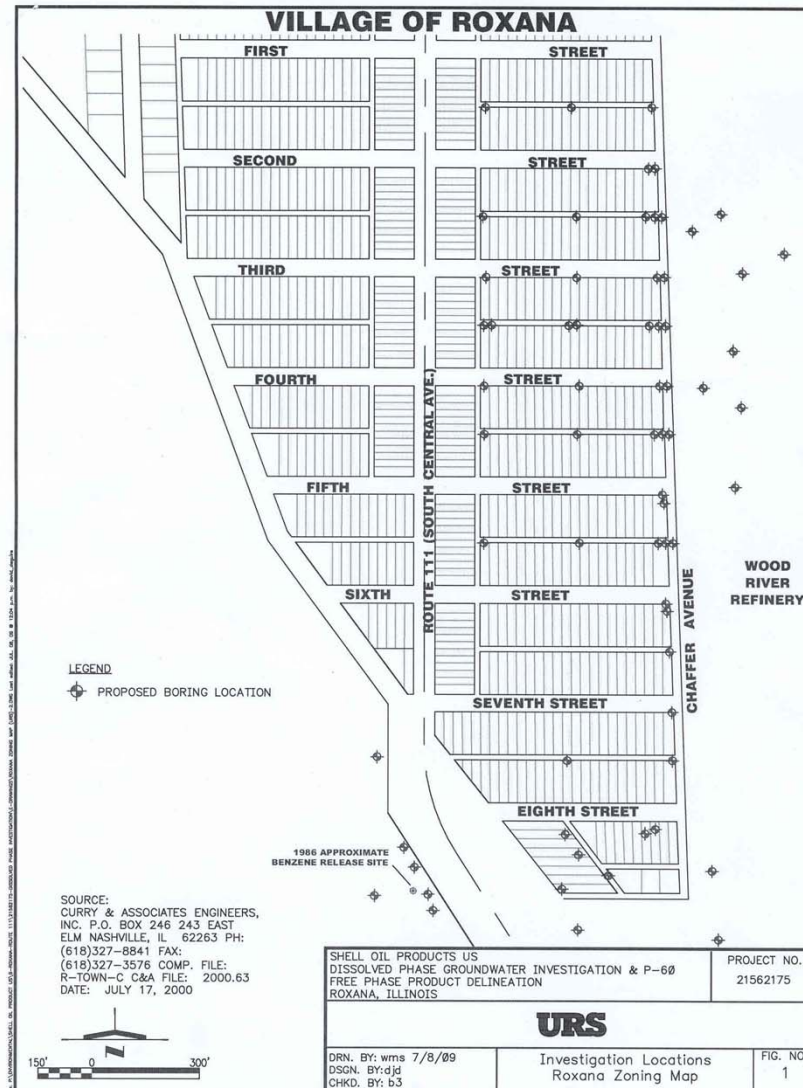 VILLAGE OF ROXANA
FIRST STREET
SECOND STREET
THIRD STREET
FOURTH STREET
FIFTH STREET
SIXTH STREET
SEVENTH STREET
EIGHTH STREET
ROUTE 111 (SOUTH CENTRAL AVE.)
CHAFFER AVENUE
WOOD
RIVER
REFINERY
LEGEND
PROPOSED BORING LOCATION
1986 APPROXIMATE
BENZENE RELEASE SITE
SOURCE:
CURRY & ASSOCIATES ENGINEERS,
INC. P.O. BOX 246 243 EAST
ELM NASHVILLE, IL 62263 PH:
(618)327-8841 FAX:
(618)327-3576 COMP. FILE:
R-TOWN-C C&A FILE: 2000.63
DATE: JULY 17, 2000
N
150' 0 300'
SHELL OIL PRODUCTS US
DISSOLVED PHASE GROUNDWATER INVESTIGATION & P-60
FREE PHASE PRODUCT DELINEATION
ROXANA, ILLINOIS
PROJECT NO.
21562175
URS
DRN. BY: wms 7/8/09
DSGN. BY:djd
CHKD. BY: b3
Investigation Locations
Roxana Zoning Map
FIG. NO
1